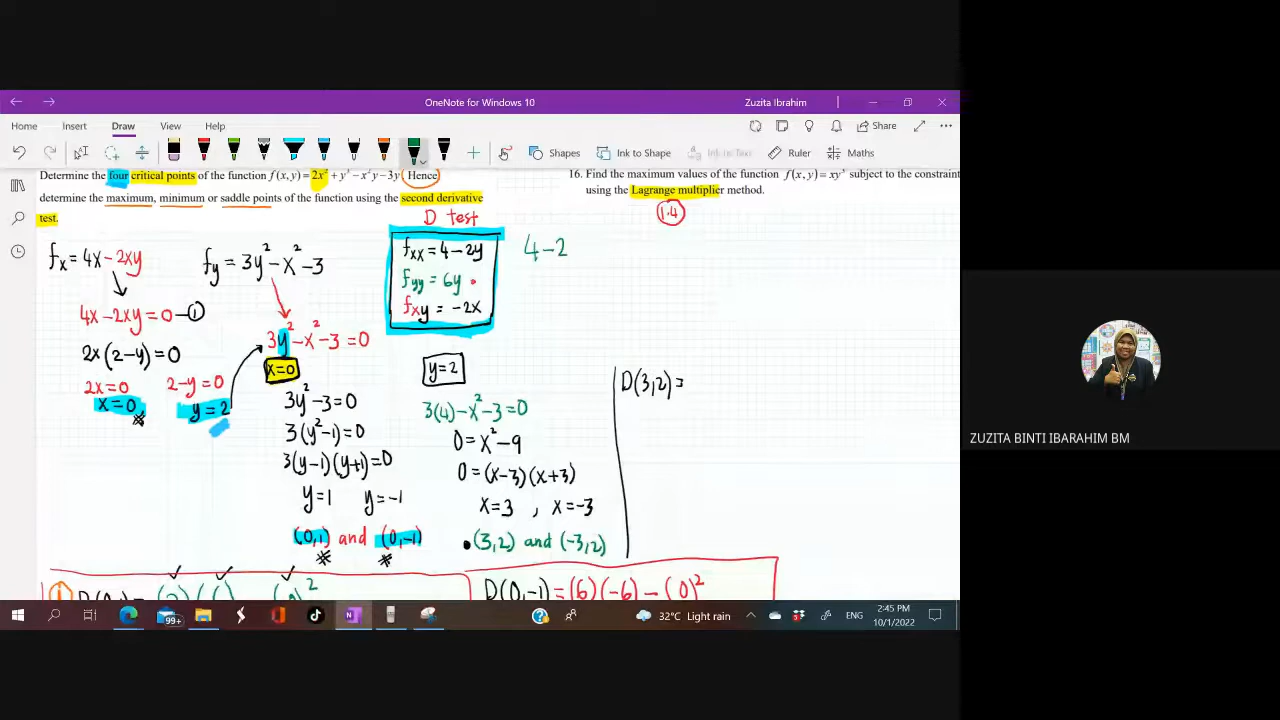 OneNote for Windows 10
Zuzita Ibrahim
Home Insert Draw View Help
Share
Shapes Ink to Shape Ink to Text Ruler Maths
Determine the four critical points of the function f(x,y) = 2x² + y³ − x²y − 3y. Hence
determine the maximum, minimum or saddle points of the function using the second derivative
test.
D test
16. Find the maximum values of the function f(x,y) = xy² subject to the constraint
using the Lagrange multiplier method.
1.4
fx = 4x − 2xy
4x − 2xy = 0 — ①
2x(2−y) = 0
2x = 0 2−y = 0
x = 0 y = 2
fy = 3y² − x² − 3
3y² − x² − 3 = 0
x=0
3y² − 3 = 0
3(y² − 1) = 0
3(y−1)(y+1) = 0
y = 1 y = −1
(0,1) and (0,−1)
fxx = 4 − 2y
fyy = 6y
fxy = −2x
4 − 2
y = 2
3(4) − x² − 3 = 0
0 = x² − 9
0 = (x−3)(x+3)
x = 3 , x = −3
(3,2) and (−3,2)
D(3,2) =
D(0,−1) = (6)(−6) − (0)²
ZUZITA BINTI IBARAHIM BM
99+
32°C Light rain
ENG
2:45 PM
10/1/2022